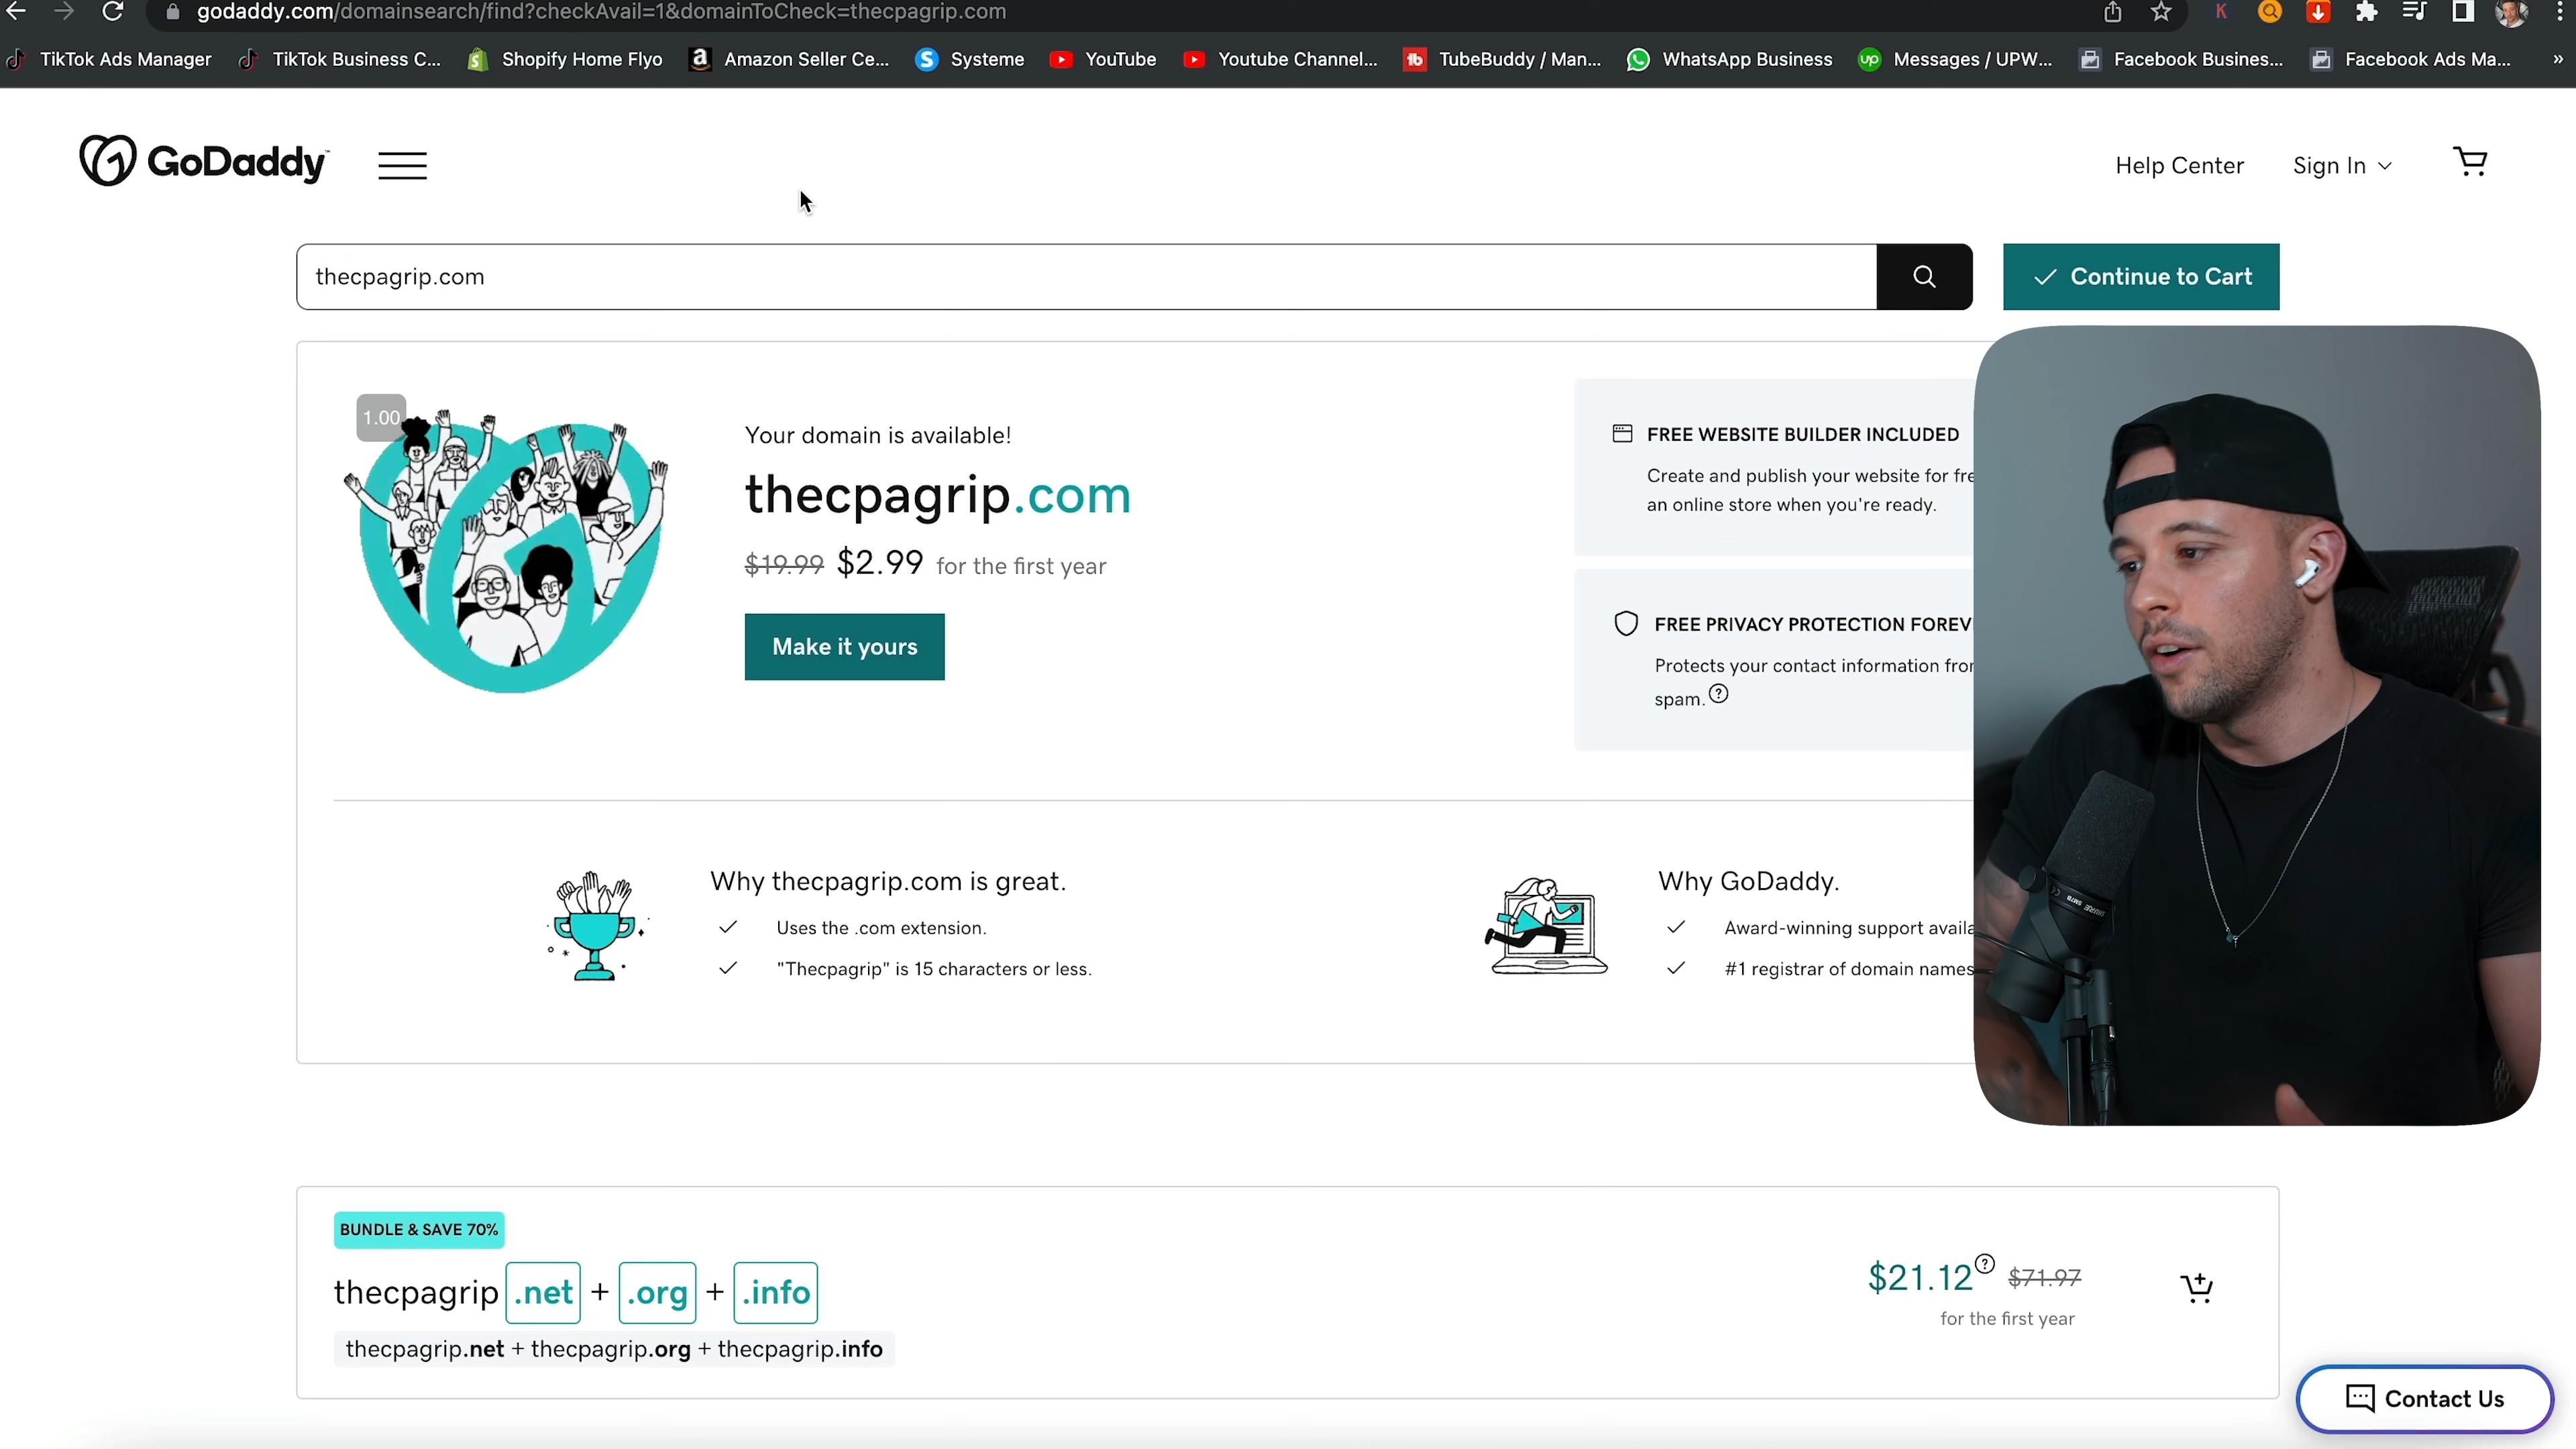 godaddy.com/domainsearch/find?checkAvail=1&domainToCheck=thecpagrip.com
TikTok Ads Manager
TikTok Business C...
Shopify Home Flyo
Amazon Seller Ce...
Systeme
YouTube
Youtube Channel...
TubeBuddy / Man...
WhatsApp Business
Messages / UPW...
Facebook Busines...
Facebook Ads Ma...
»
GoDaddy
Help Center
Sign In
thecpagrip.com
Continue to Cart
1.00
Your domain is available!
thecpagrip.com
$19.99 $2.99 for the first year
Make it yours
FREE WEBSITE BUILDER INCLUDED
Create and publish your website for fre
an online store when you're ready.
FREE PRIVACY PROTECTION FOREV
Protects your contact information from
spam.
Why thecpagrip.com is great.
Uses the .com extension.
"Thecpagrip" is 15 characters or less.
Why GoDaddy.
Award-winning support availa
#1 registrar of domain names
BUNDLE & SAVE 70%
thecpagrip .net + .org + .info
thecpagrip.net + thecpagrip.org + thecpagrip.info
$21.12 $71.97
for the first year
Contact Us